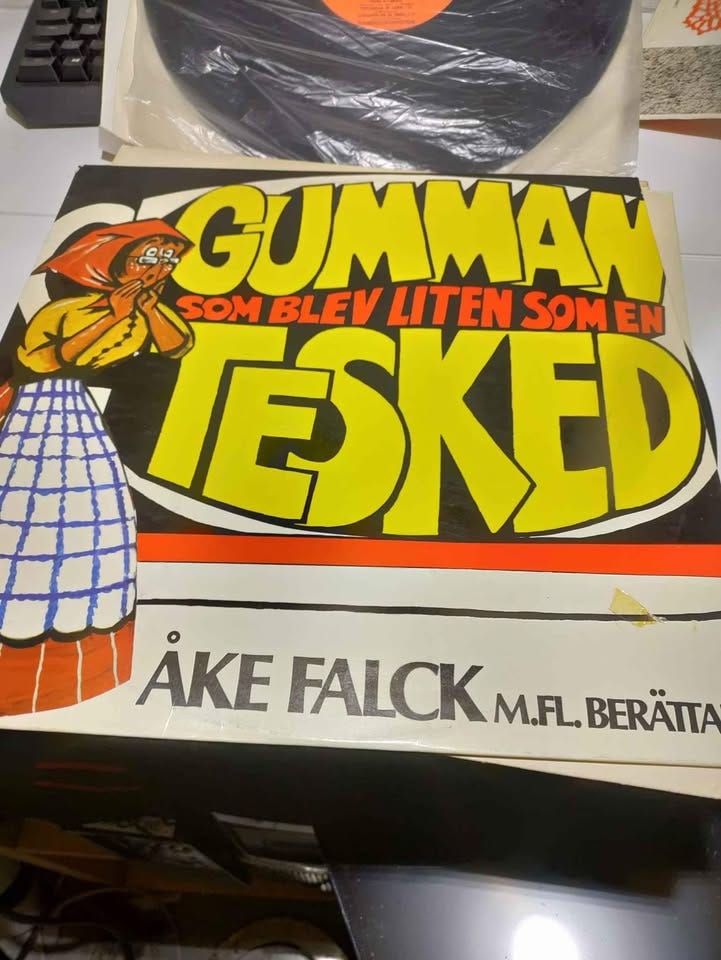 GUMMAN
SOM BLEV LITEN SOM EN
TESKED
ÅKE FALCK M.FL. BERÄTTA